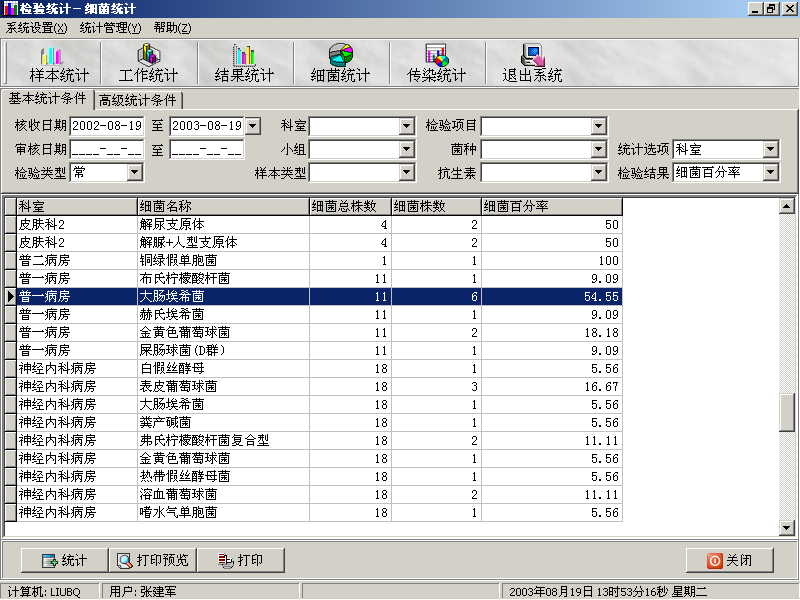 检验统计－细菌统计
系统设置(X) 统计管理(Y) 帮助(Z)
样本统计 工作统计 结果统计 细菌统计 传染统计 退出系统
基本统计条件 高级统计条件
核收日期 2002-08-19 至 2003-08-19 科室 检验项目
审核日期 ____-__-__ 至 ____-__-__ 小组 菌种 统计选项 科室
检验类型 常 样本类型 抗生素 检验结果 细菌百分率
科室 细菌名称 细菌总株数 细菌株数 细菌百分率
皮肤科2 解尿支原体 4 2 50
皮肤科2 解脲+人型支原体 4 2 50
普二病房 铜绿假单胞菌 1 1 100
普一病房 布氏柠檬酸杆菌 11 1 9.09
普一病房 大肠埃希菌 11 6 54.55
普一病房 赫氏埃希菌 11 1 9.09
普一病房 金黄色葡萄球菌 11 2 18.18
普一病房 屎肠球菌(D群) 11 1 9.09
神经内科病房 白假丝酵母 18 1 5.56
神经内科病房 表皮葡萄球菌 18 3 16.67
神经内科病房 大肠埃希菌 18 1 5.56
神经内科病房 粪产碱菌 18 1 5.56
神经内科病房 弗氏柠檬酸杆菌复合型 18 2 11.11
神经内科病房 金黄色葡萄球菌 18 1 5.56
神经内科病房 热带假丝酵母菌 18 1 5.56
神经内科病房 溶血葡萄球菌 18 2 11.11
神经内科病房 嗜水气单胞菌 18 1 5.56
统计 打印预览 打印 关闭
计算机: LIUBQ 用户: 张建军 2003年08月19日 13时53分16秒 星期二